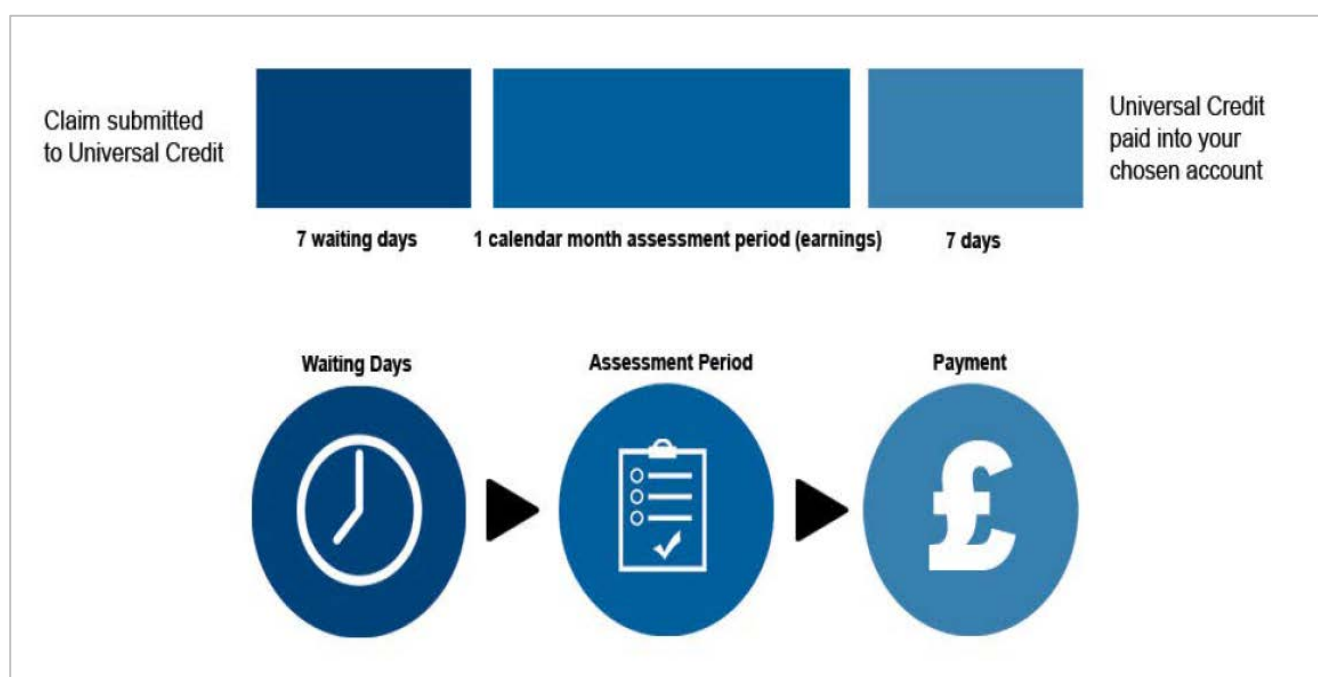 Claim submitted
to Universal Credit
Universal Credit
paid into your
chosen account
7 waiting days
1 calendar month assessment period (earnings)
7 days
Waiting Days
Assessment Period
Payment
£